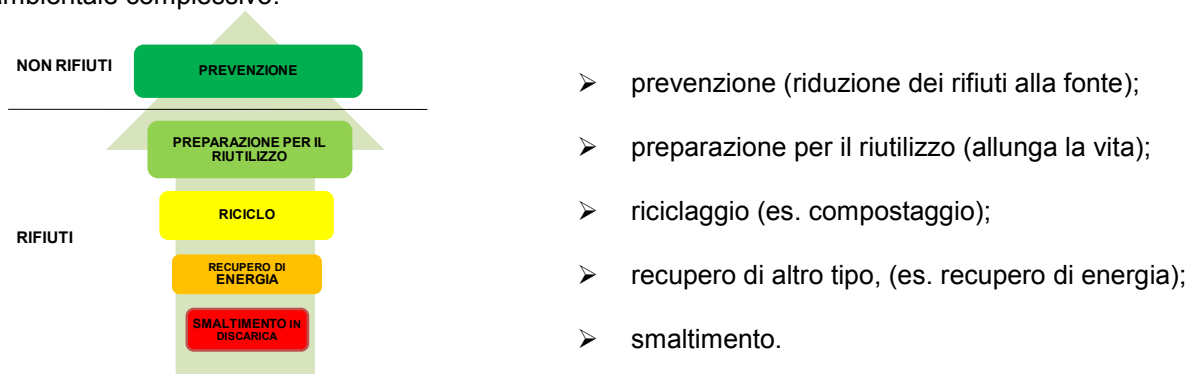 ambientale complessivo.
NON RIFIUTI
PREVENZIONE
PREPARAZIONE PER IL
RIUTILIZZO
RICICLO
RIFIUTI
RECUPERO DI
ENERGIA
SMALTIMENTO IN
DISCARICA
➢ prevenzione (riduzione dei rifiuti alla fonte);
➢ preparazione per il riutilizzo (allunga la vita);
➢ riciclaggio (es. compostaggio);
➢ recupero di altro tipo, (es. recupero di energia);
➢ smaltimento.